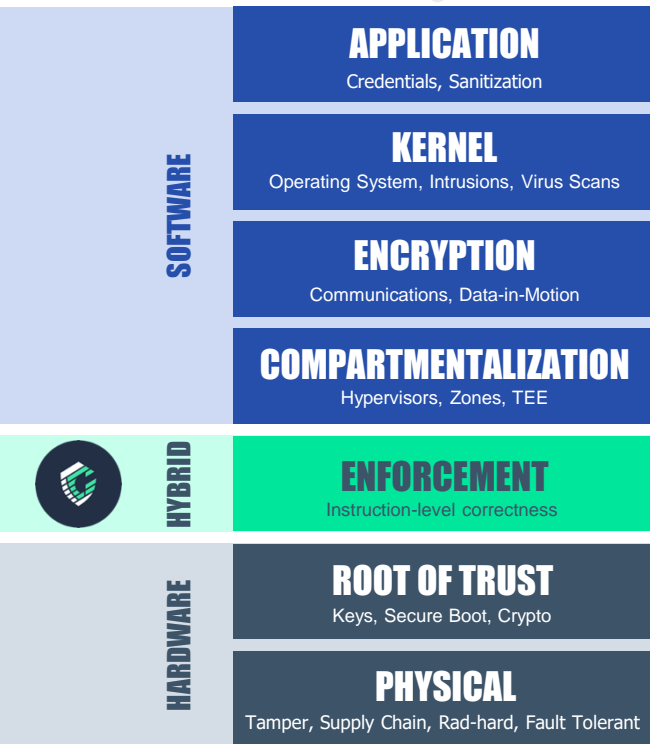 SOFTWARE
APPLICATION
Credentials, Sanitization
KERNEL
Operating System, Intrusions, Virus Scans
ENCRYPTION
Communications, Data-in-Motion
COMPARTMENTALIZATION
Hypervisors, Zones, TEE
HYBRID
ENFORCEMENT
Instruction-level correctness
HARDWARE
ROOT OF TRUST
Keys, Secure Boot, Crypto
PHYSICAL
Tamper, Supply Chain, Rad-hard, Fault Tolerant